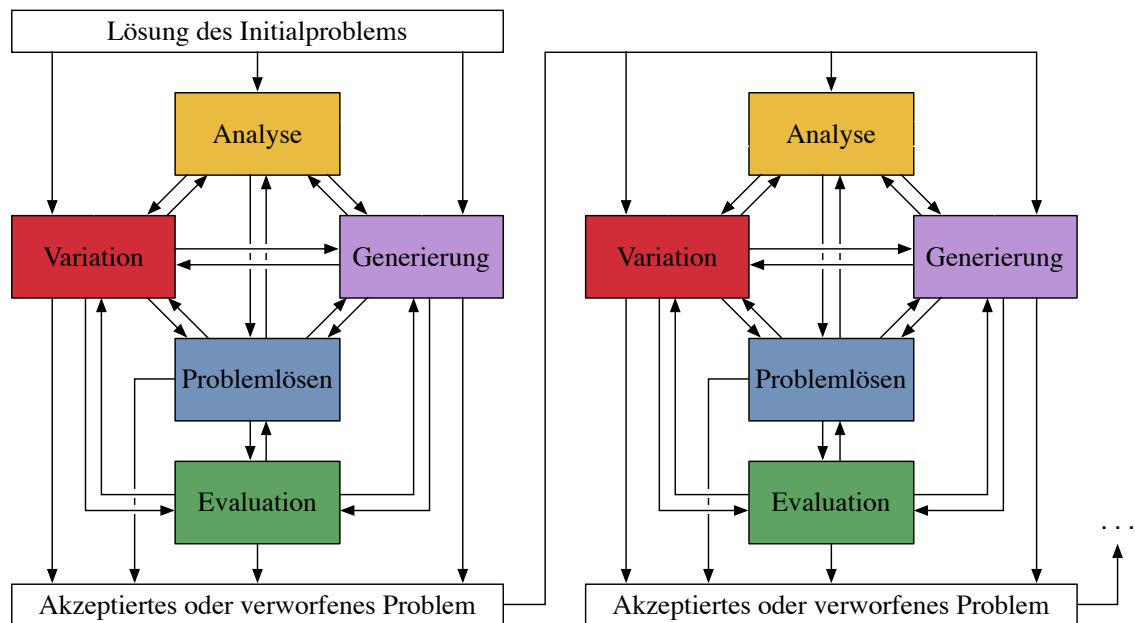 Lösung des Initialproblems
Analyse
Variation
Generierung
Problemlösen
Evaluation
Akzeptiertes oder verworfenes Problem
Analyse
Variation
Generierung
Problemlösen
Evaluation
Akzeptiertes oder verworfenes Problem
...